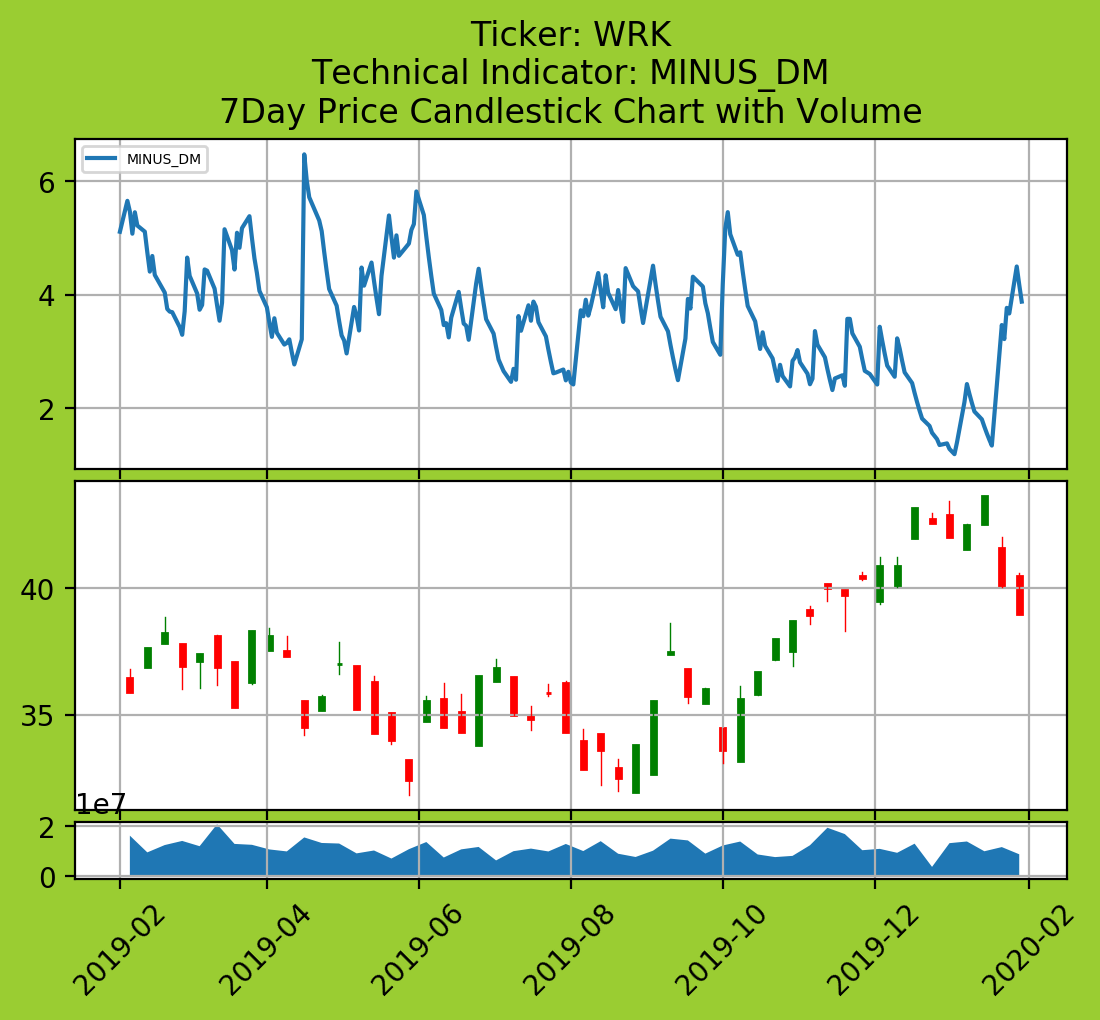 Ticker: WRK
Technical Indicator: MINUS_DM
7Day Price Candlestick Chart with Volume
MINUS_DM
6
4
2
40
35
1e7
2
0
2019-02
2019-04
2019-06
2019-08
2019-10
2019-12
2020-02